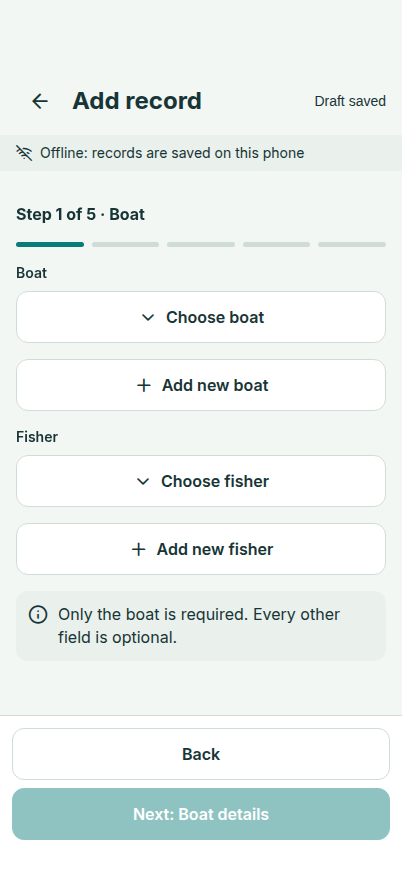 Add record
Draft saved
Offline: records are saved on this phone
Step 1 of 5 · Boat
Boat
Choose boat
Add new boat
Fisher
Choose fisher
Add new fisher
Only the boat is required. Every other
field is optional.
Back
Next: Boat details